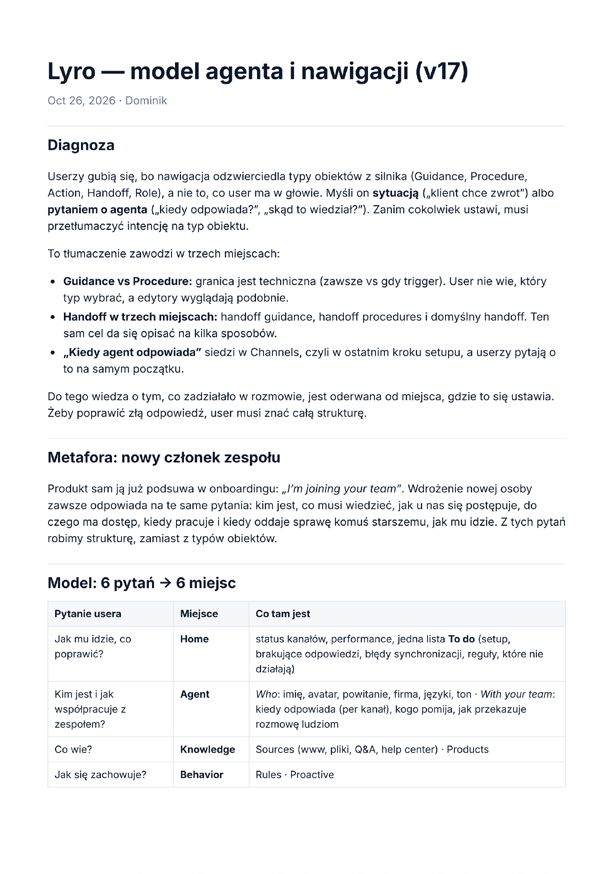 Lyro — model agenta i nawigacji (v17)
Oct 26, 2026 · Dominik
Diagnoza
Userzy gubią się, bo nawigacja odzwierciedla typy obiektów z silnika (Guidance, Procedure,
Action, Handoff, Role), a nie to, co user ma w głowie. Myśli on sytuacją („klient chce zwrot”) albo
pytaniem o agenta („kiedy odpowiada?”, „skąd to wiedział?”). Zanim cokolwiek ustawi, musi
przetłumaczyć intencję na typ obiektu.
To tłumaczenie zawodzi w trzech miejscach:
• Guidance vs Procedure: granica jest techniczna (zawsze vs gdy trigger). User nie wie, który
typ wybrać, a edytory wyglądają podobnie.
• Handoff w trzech miejscach: handoff guidance, handoff procedures i domyślny handoff. Ten
sam cel da się opisać na kilka sposobów.
• „Kiedy agent odpowiada” siedzi w Channels, czyli w ostatnim kroku setupu, a userzy pytają o
to na samym początku.
Do tego wiedza o tym, co zadziałało w rozmowie, jest oderwana od miejsca, gdzie to się ustawia.
Żeby poprawić złą odpowiedź, user musi znać całą strukturę.
Metafora: nowy członek zespołu
Produkt sam ją już podsuwa w onboardingu: „I’m joining your team”. Wdrożenie nowej osoby
zawsze odpowiada na te same pytania: kim jest, co musi wiedzieć, jak u nas się postępuje, do
czego ma dostęp, kiedy pracuje i kiedy oddaje sprawę komuś starszemu, jak mu idzie. Z tych pytań
robimy strukturę, zamiast z typów obiektów.
Model: 6 pytań → 6 miejsc
Pytanie usera Miejsce Co tam jest
Jak mu idzie, co
poprawić?
Home
status kanałów, performance, jedna lista To do (setup,
brakujące odpowiedzi, błędy synchronizacji, reguły, które nie
działają)
Kim jest i jak
współpracuje z
zespołem?
Agent
Who: imię, avatar, powitanie, firma, języki, ton · With your team:
kiedy odpowiada (per kanał), kogo pomija, jak przekazuje
rozmowę ludziom
Co wie? Knowledge Sources (www, pliki, Q&A, help center) · Products
Jak się zachowuje? Behavior Rules · Proactive